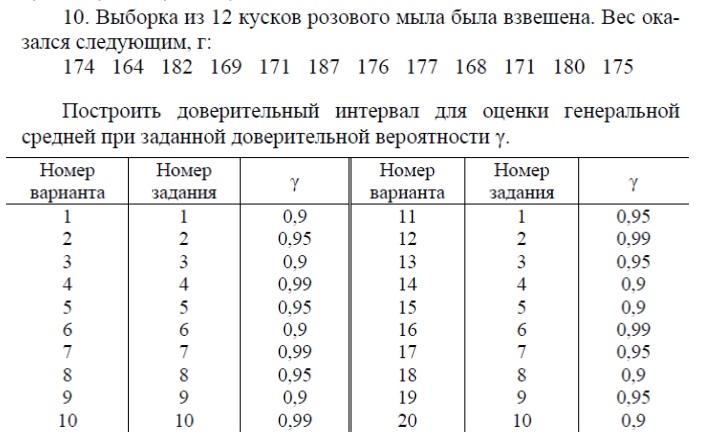 10. Выборка из 12 кусков розового мыла была взвешена. Вес ока-
зался следующим, г:
174 164 182 169 171 187 176 177 168 171 180 175
Построить доверительный интервал для оценки генеральной
средней при заданной доверительной вероятности γ.
Номер варианта Номер задания γ Номер варианта Номер задания γ
1 1 0,9 11 1 0,95
2 2 0,95 12 2 0,99
3 3 0,9 13 3 0,95
4 4 0,99 14 4 0,9
5 5 0,95 15 5 0,9
6 6 0,9 16 6 0,99
7 7 0,99 17 7 0,95
8 8 0,95 18 8 0,9
9 9 0,9 19 9 0,95
10 10 0,99 20 10 0,9